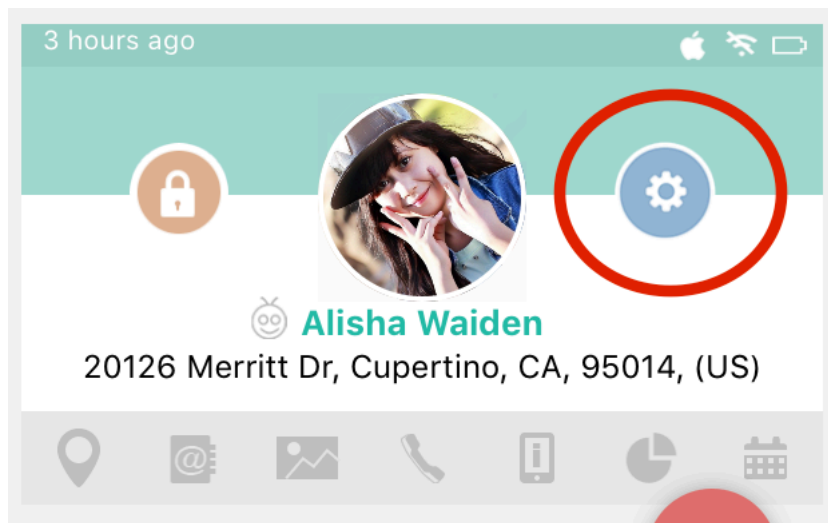 3 hours ago
Alisha Waiden
20126 Merritt Dr, Cupertino, CA, 95014, (US)